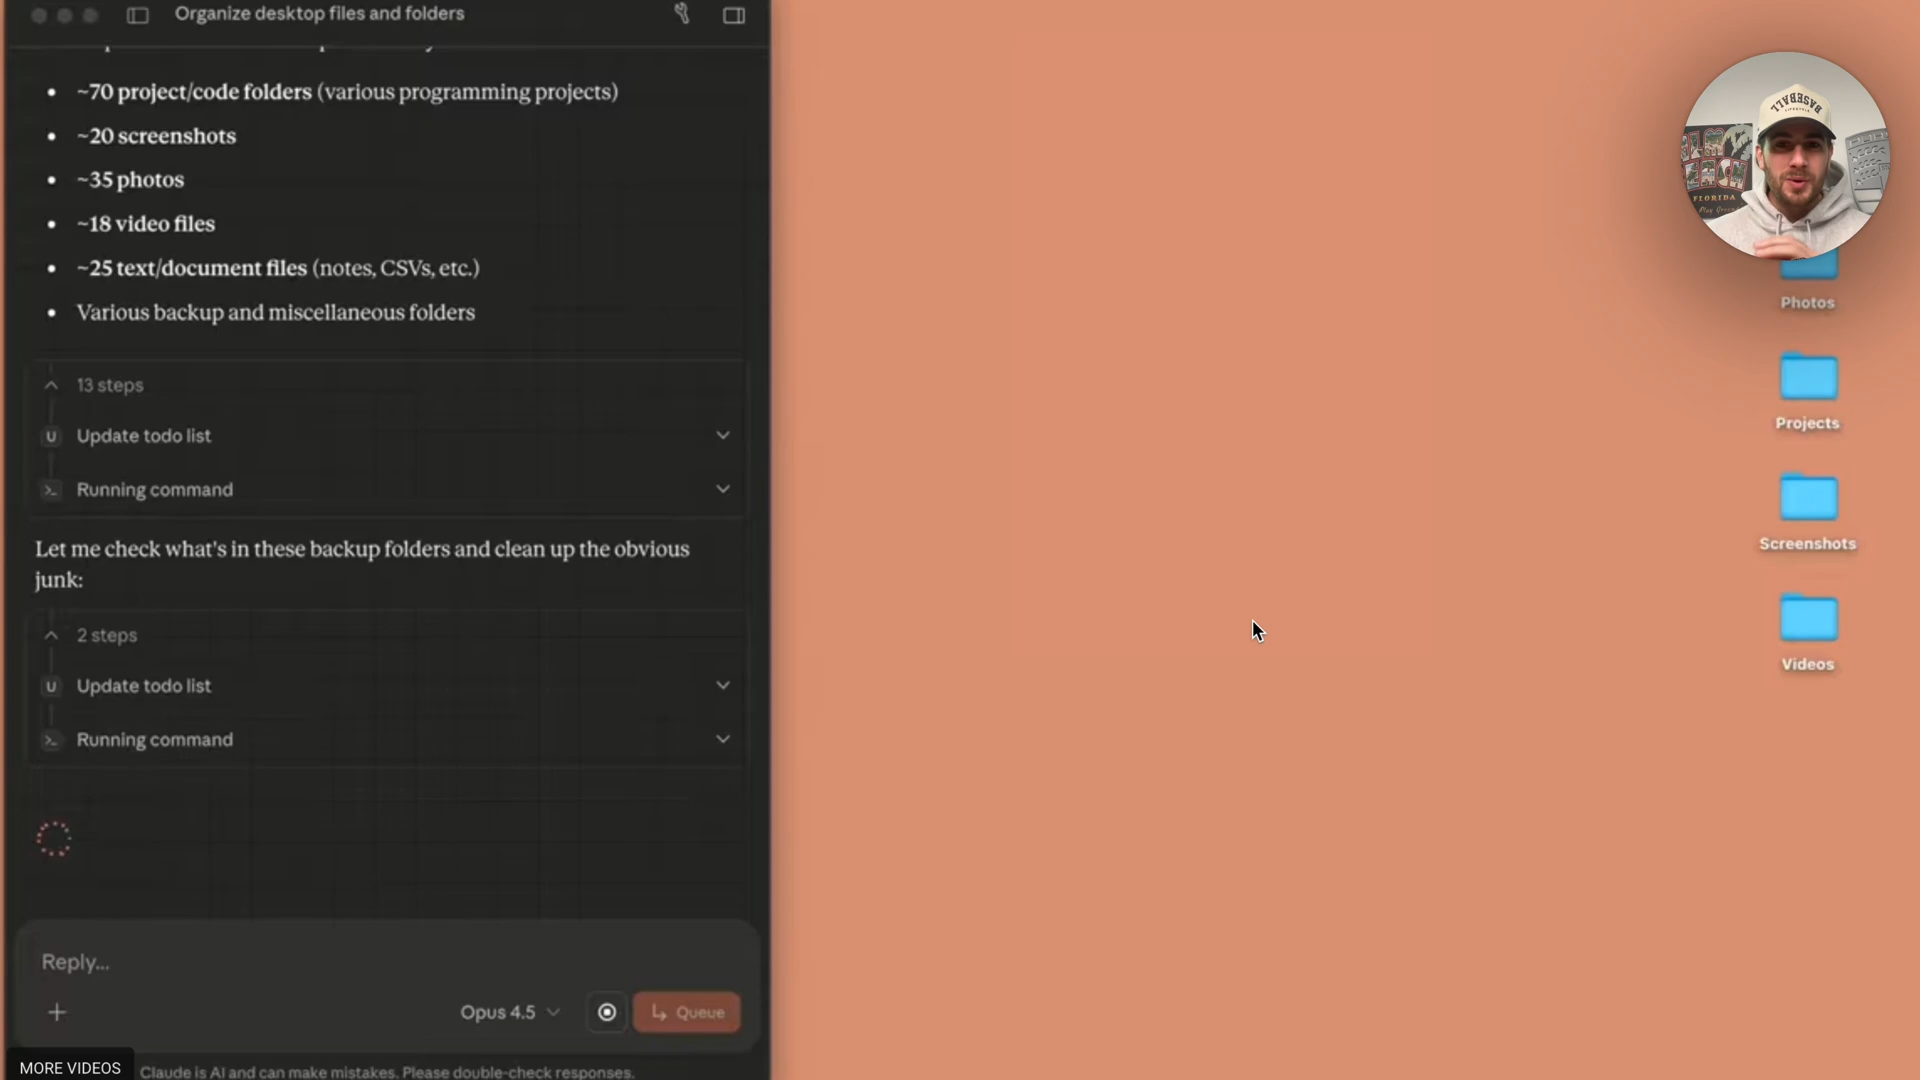 Organize desktop files and folders
~70 project/code folders (various programming projects)
~20 screenshots
~35 photos
~18 video files
~25 text/document files (notes, CSVs, etc.)
Various backup and miscellaneous folders
13 steps
Update todo list
Running command
Let me check what's in these backup folders and clean up the obvious
junk:
2 steps
Update todo list
Running command
Reply...
Opus 4.5
Queue
MORE VIDEOS
Claude is AI and can make mistakes. Please double-check responses.
BASEBALL
FLORIDA
Photos
Projects
Screenshots
Videos